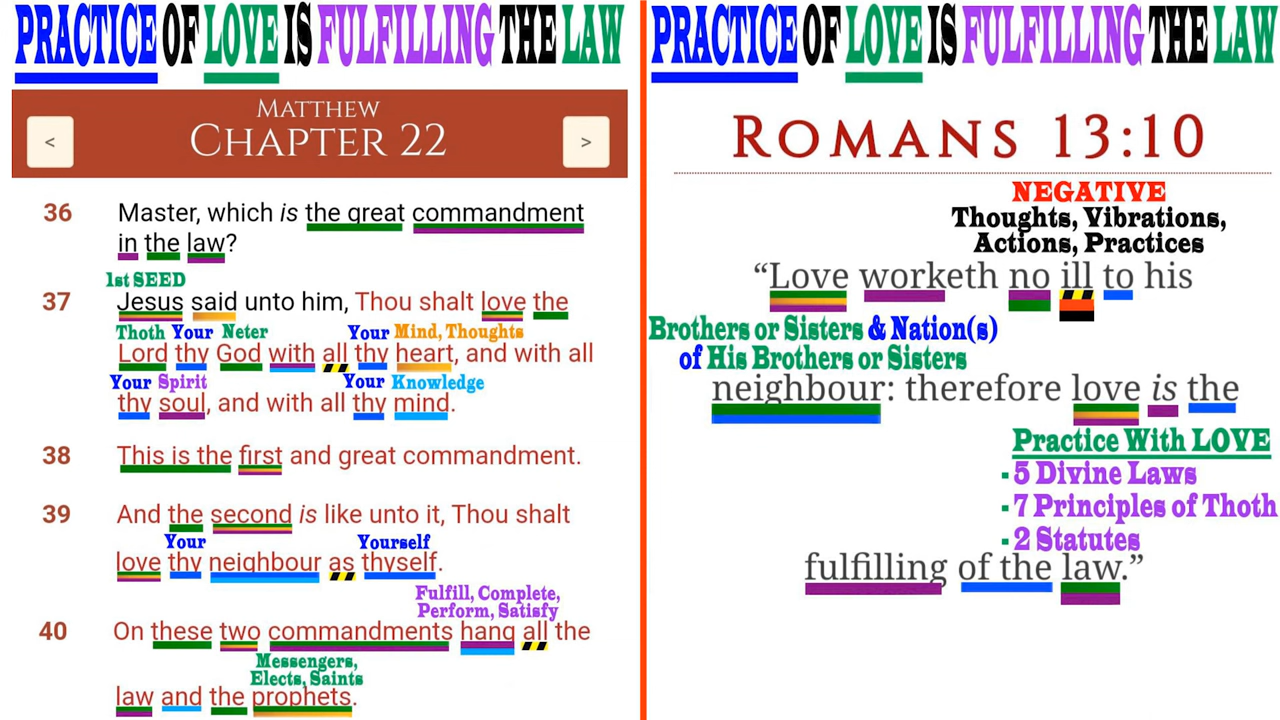 PRACTICE OF LOVE IS FULFILLING THE LAW
MATTHEW
CHAPTER 22
< >
36 Master, which is the great commandment
in the law?
1st SEED
37 Jesus said unto him, Thou shalt love the
Thoth Your Neter Your Mind, Thoughts
Lord thy God with all thy heart, and with all
Your Spirit Your Knowledge
thy soul, and with all thy mind.
38 This is the first and great commandment.
39 And the second is like unto it, Thou shalt
Your Yourself
love thy neighbour as thyself.
Fulfill, Complete,
Perform, Satisfy
40 On these two commandments hang all the
Messengers,
Elects, Saints
law and the prophets.
PRACTICE OF LOVE IS FULFILLING THE LAW
ROMANS 13:10
NEGATIVE
Thoughts, Vibrations,
Actions, Practices
“Love worketh no ill to his
Brothers or Sisters & Nation(s)
of His Brothers or Sisters
neighbour: therefore love is the
Practice With LOVE
- 5 Divine Laws
- 7 Principles of Thoth
- 2 Statutes
fulfilling of the law.”